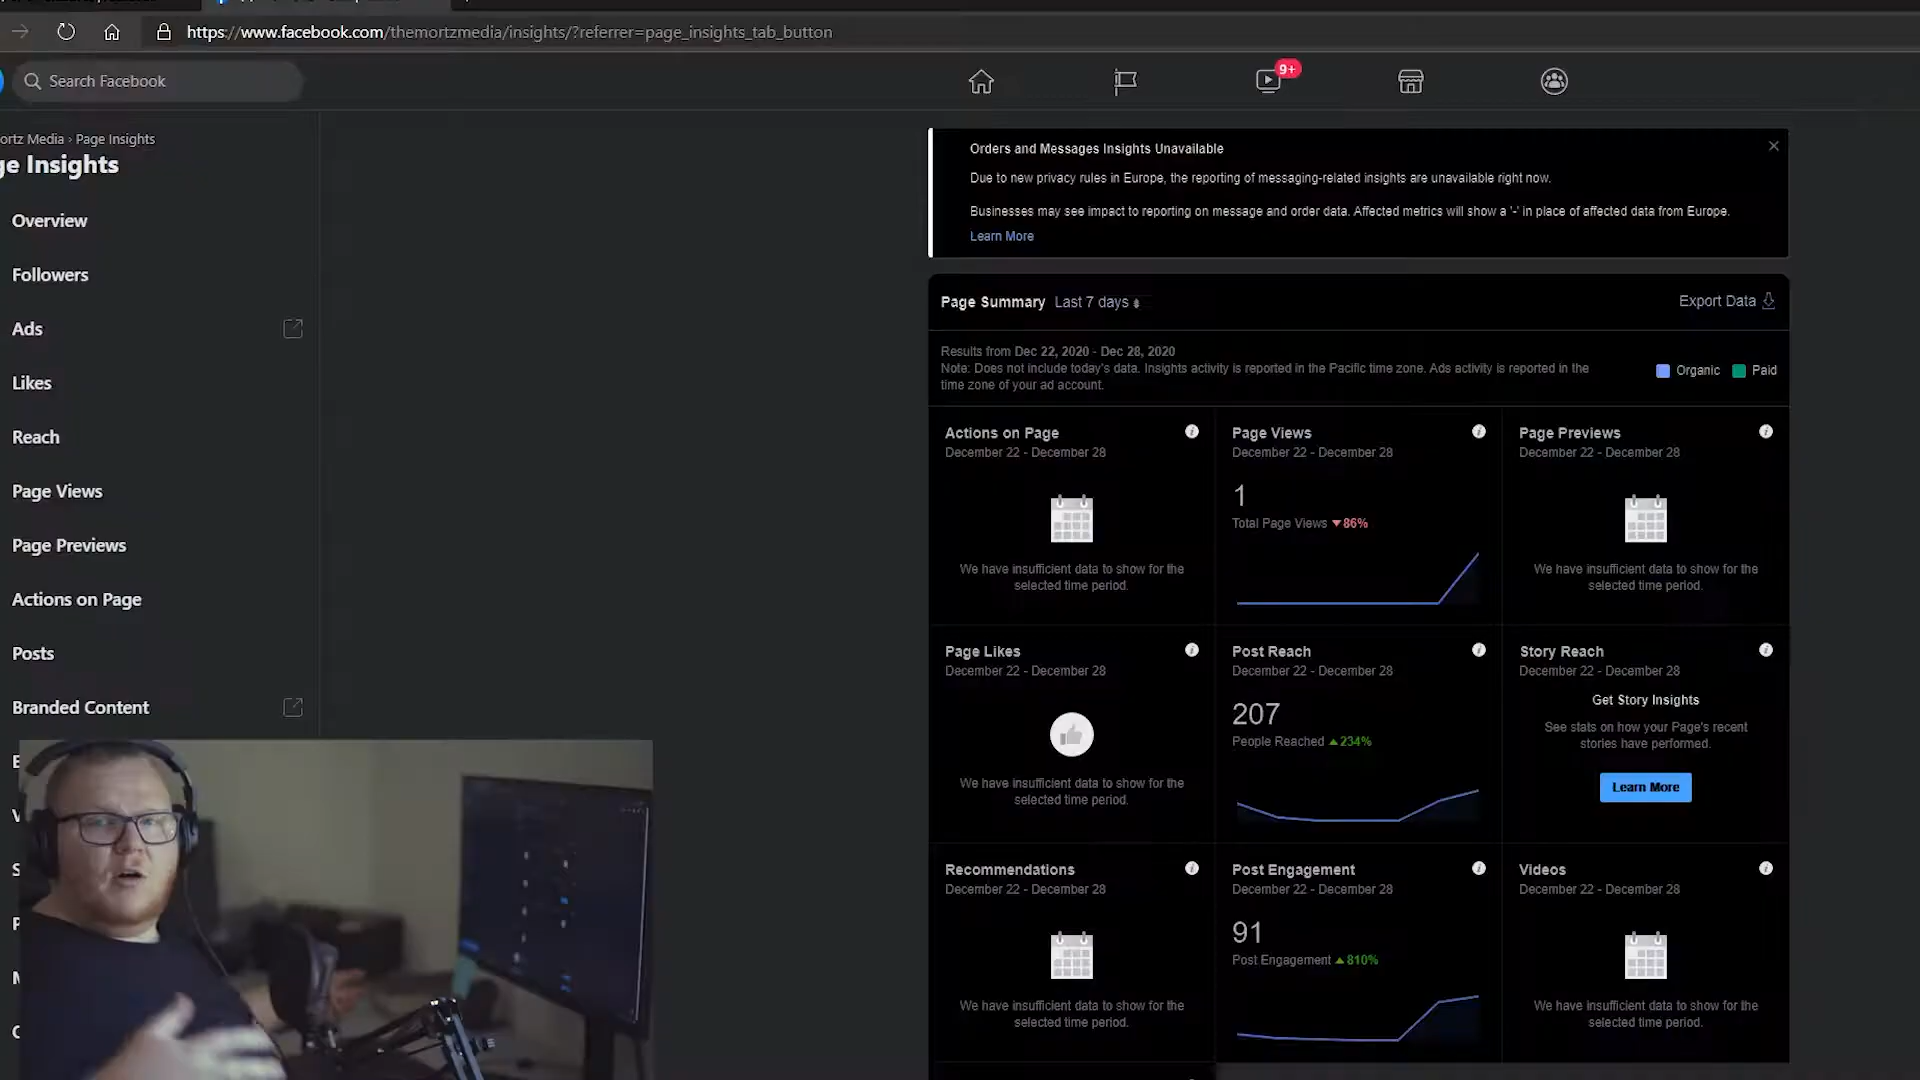 https://www.facebook.com/themortzmedia/insights/?referrer=page_insights_tab_button
Search Facebook
9+
ortz Media › Page Insights
ge Insights
Overview
Followers
Ads
Likes
Reach
Page Views
Page Previews
Actions on Page
Posts
Branded Content
Orders and Messages Insights Unavailable
Due to new privacy rules in Europe, the reporting of messaging-related insights are unavailable right now.
Businesses may see impact to reporting on message and order data. Affected metrics will show a '-' in place of affected data from Europe.
Learn More
Page Summary Last 7 days
Export Data
Results from Dec 22, 2020 - Dec 28, 2020
Note: Does not include today's data. Insights activity is reported in the Pacific time zone. Ads activity is reported in the
time zone of your ad account.
Organic Paid
Actions on Page
December 22 - December 28
We have insufficient data to show for the
selected time period.
Page Views
December 22 - December 28
1
Total Page Views 86%
Page Previews
December 22 - December 28
We have insufficient data to show for the
selected time period.
Page Likes
December 22 - December 28
We have insufficient data to show for the
selected time period.
Post Reach
December 22 - December 28
207
People Reached 234%
Story Reach
December 22 - December 28
Get Story Insights
See stats on how your Page's recent
stories have performed.
Learn More
Recommendations
December 22 - December 28
We have insufficient data to show for the
selected time period.
Post Engagement
December 22 - December 28
91
Post Engagement 810%
Videos
December 22 - December 28
We have insufficient data to show for the
selected time period.